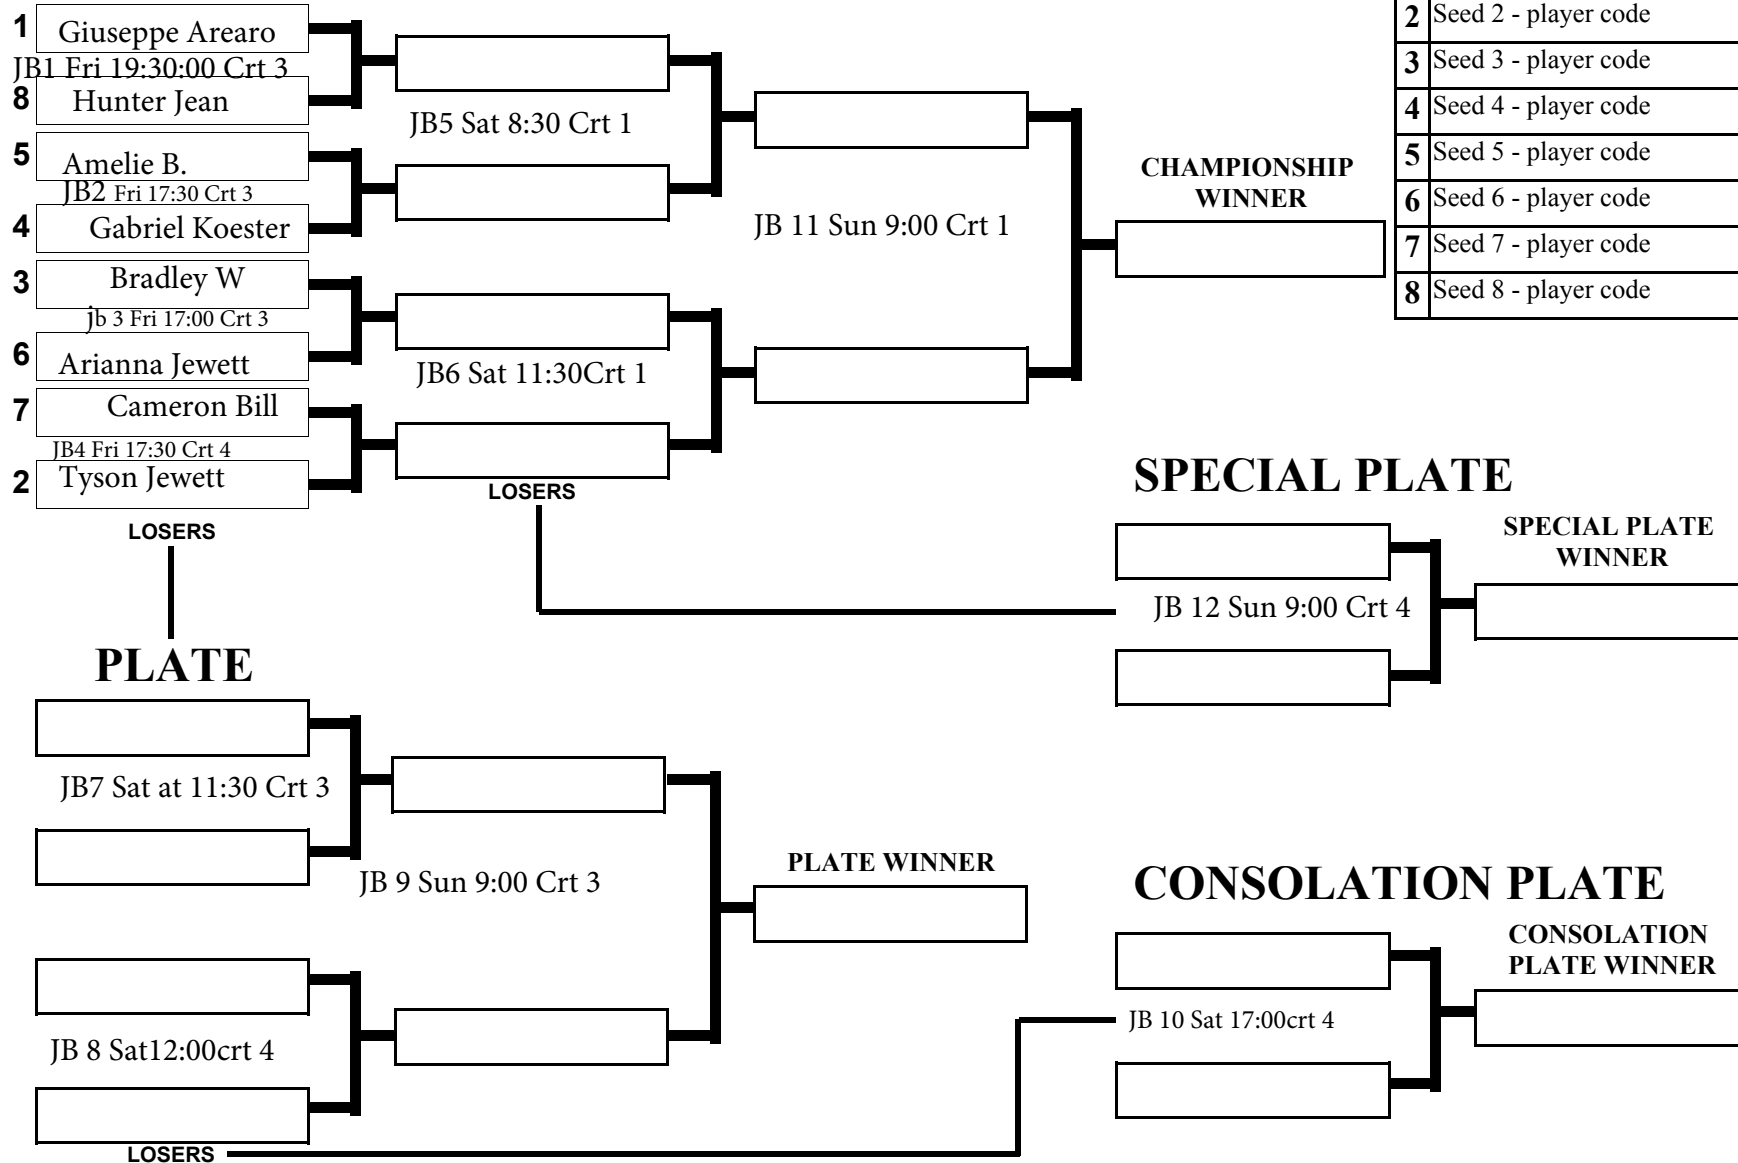 1 Giuseppe Arearo
JB1 Fri 19:30:00 Crt 3
8 Hunter Jean
5 Amelie B.
JB2 Fri 17:30 Crt 3
4 Gabriel Koester
3 Bradley W
jb 3 Fri 17:00 Crt 3
6 Arianna Jewett
7 Cameron Bill
JB4 Fri 17:30 Crt 4
2 Tyson Jewett
LOSERS
JB5 Sat 8:30 Crt 1
JB6 Sat 11:30Crt 1
LOSERS
JB 11 Sun 9:00 Crt 1
CHAMPIONSHIP
WINNER
2 Seed 2 - player code
3 Seed 3 - player code
4 Seed 4 - player code
5 Seed 5 - player code
6 Seed 6 - player code
7 Seed 7 - player code
8 Seed 8 - player code
SPECIAL PLATE
SPECIAL PLATE
WINNER
JB 12 Sun 9:00 Crt 4
PLATE
JB7 Sat at 11:30 Crt 3
JB 9 Sun 9:00 Crt 3
PLATE WINNER
JB 8 Sat12:00crt 4
LOSERS
CONSOLATION PLATE
CONSOLATION
PLATE WINNER
JB 10 Sat 17:00crt 4